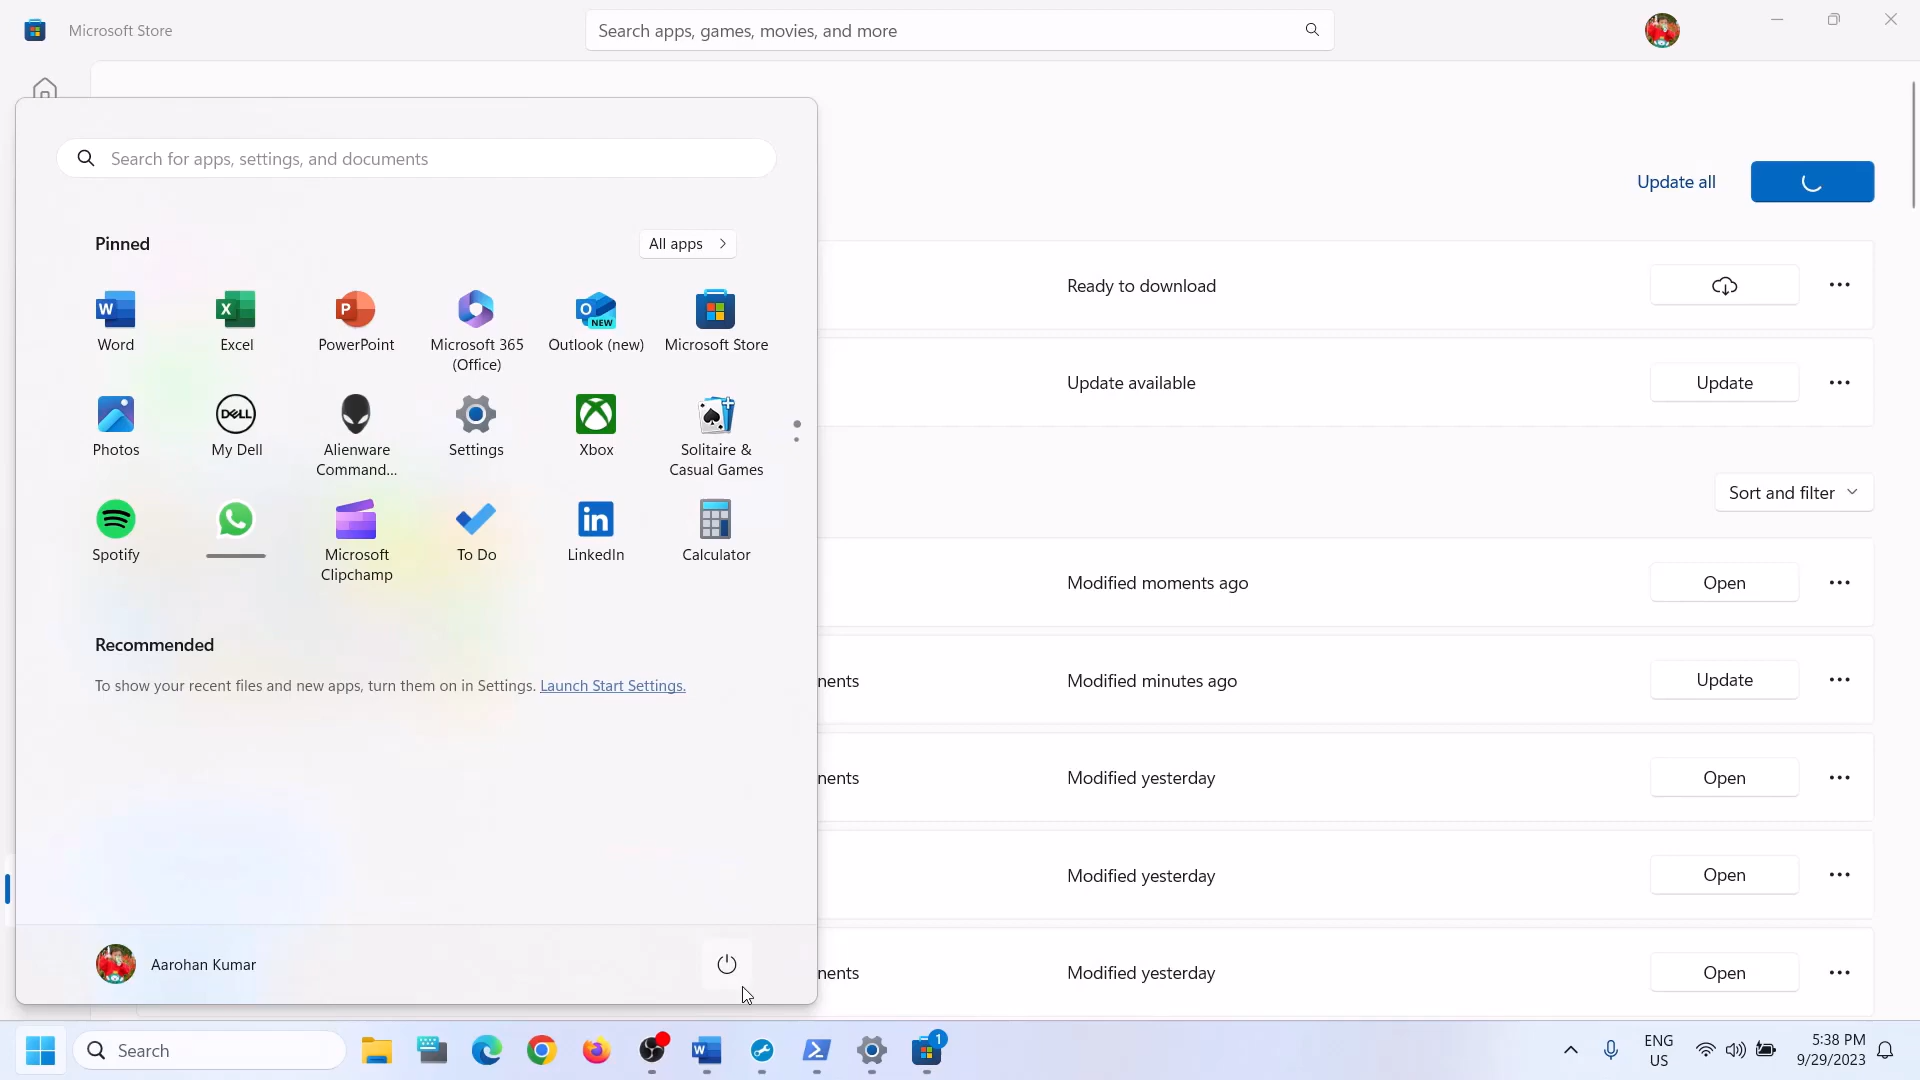 Microsoft Store
Search apps, games, movies, and more
Search for apps, settings, and documents
Update all
Pinned
All apps
Ready to download
W
X
P
O
NEW
Word
Excel
PowerPoint
Microsoft 365
(Office)
Outlook (new)
Microsoft Store
Update available
Update
DELL
Photos
My Dell
Alienware
Command...
Settings
Xbox
Solitaire &
Casual Games
Sort and filter
in
Spotify
Microsoft
Clipchamp
To Do
LinkedIn
Calculator
Modified moments ago
Open
Recommended
To show your recent files and new apps, turn them on in Settings. Launch Start Settings.
nents
Modified minutes ago
Update
nents
Modified yesterday
Open
Modified yesterday
Open
Aarohan Kumar
nents
Modified yesterday
Open
Search
W
1
ENG
US
5:38 PM
9/29/2023